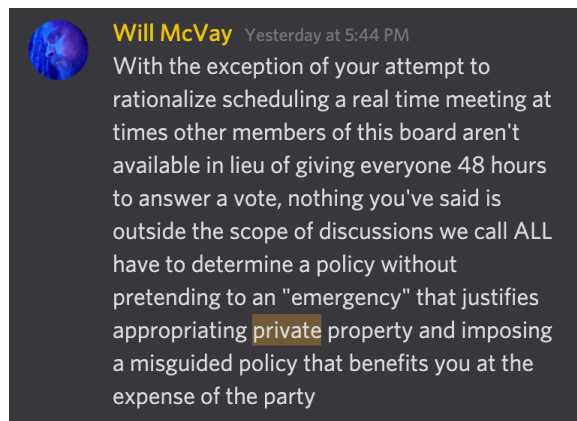 Will McVay Yesterday at 5:44 PM
With the exception of your attempt to
rationalize scheduling a real time meeting at
times other members of this board aren't
available in lieu of giving everyone 48 hours
to answer a vote, nothing you've said is
outside the scope of discussions we call ALL
have to determine a policy without
pretending to an "emergency" that justifies
appropriating private property and imposing
a misguided policy that benefits you at the
expense of the party